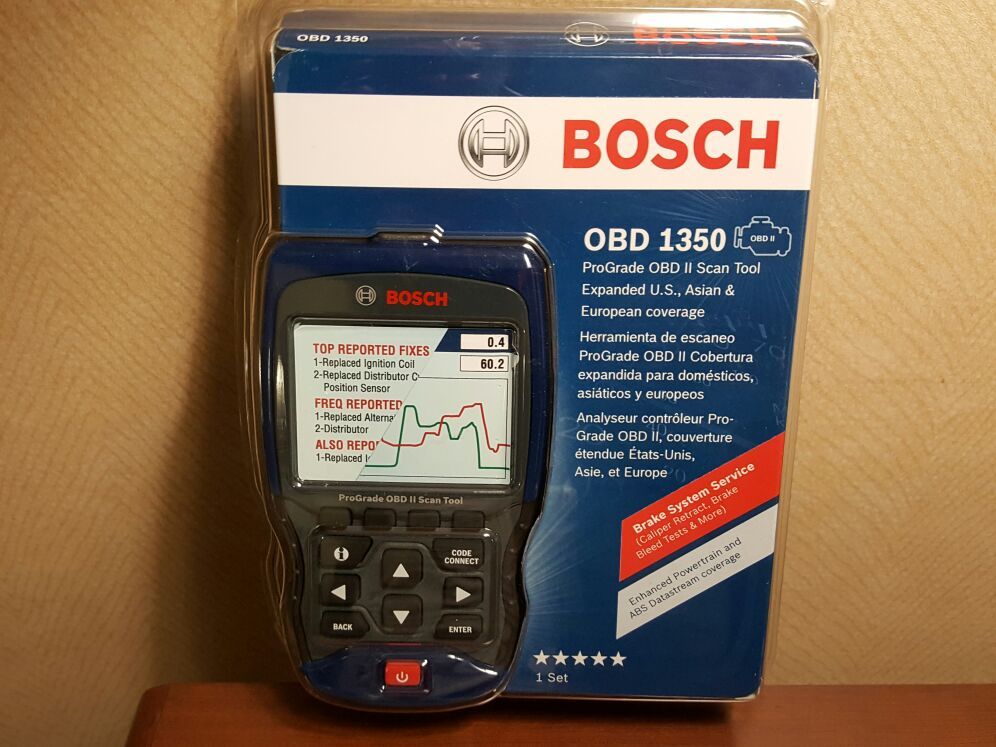 OBD 1350
BOSCH
BOSCH
OBD 1350
OBD II
ProGrade OBD II Scan Tool
Expanded U.S., Asian &
European coverage
Herramienta de escaneo
ProGrade OBD II Cobertura
expandida para domésticos,
asiáticos y europeos
Analyseur contrôleur Pro-
Grade OBD II, couverture
étendue États-Unis,
Asie, et Europe
Brake System Service
(Caliper Retract, Brake
Bleed Tests & More)
Enhanced Powertrain and
ABS Datastream coverage
1 Set
BOSCH
0.4
60.2
TOP REPORTED FIXES
1-Replaced Ignition Coil
2-Replaced Distributor
Position Sensor
FREQ REPORTED
1-Replaced
2-Distributor
ALSO
1-Replaced
ProGrade OBD II Scan Tool
i
CODE
CONNECT
BACK
ENTER